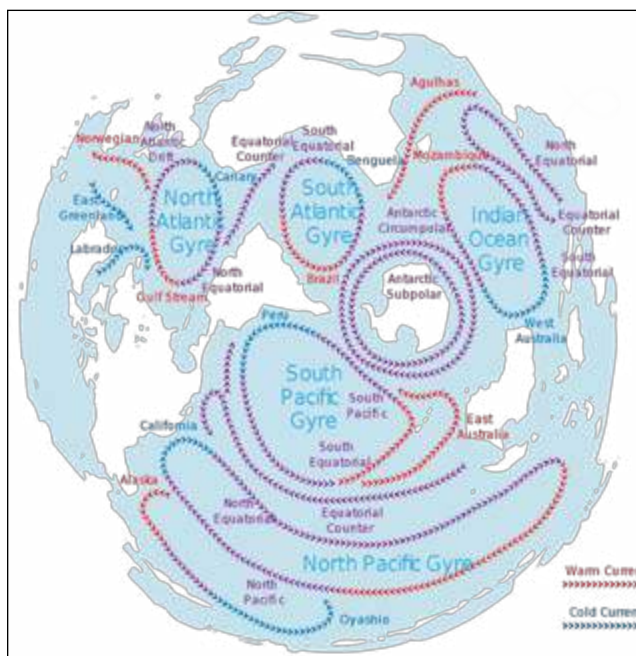 Agulhas
Norwegian
North
Atlantic
Drift
Equatorial
Counter
South
Equatorial
Benguela
Mozambique
North
Equatorial
Canary
East
Greenland
North
Atlantic
Gyre
South
Atlantic
Gyre
Antarctic
Circumpolar
Indian
Ocean
Gyre
Equatorial
Counter
Labrador
North
Equatorial
Gulf Stream
Brazil
Antarctic
Subpolar
South
Equatorial
Peru
West
Australia
South
Pacific
Gyre
South
Pacific
California
East
Australia
South
Equatorial
Alaska
North
Equatorial
Equatorial
Counter
North Pacific Gyre
North
Pacific
Oyashio
Warm Curre
Cold Curren